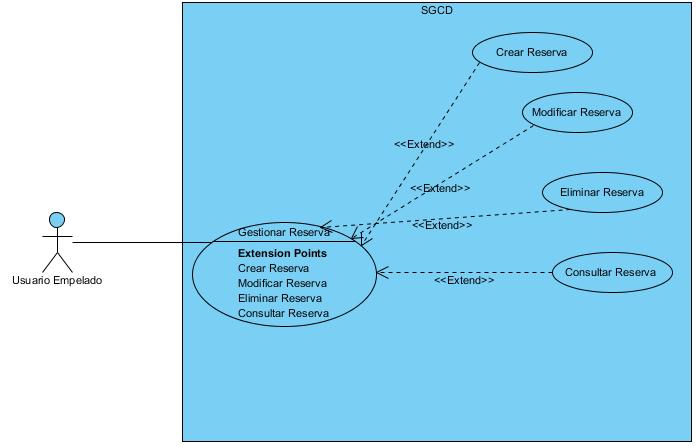 SGCD
Crear Reserva
Modificar Reserva
<<Extend>>
<<Extend>>
Eliminar Reserva
<<Extend>>
Gestionar Reserva
Extension Points
Crear Reserva
Modificar Reserva
Eliminar Reserva
Consultar Reserva
Consultar Reserva
<<Extend>>
Usuario Empelado